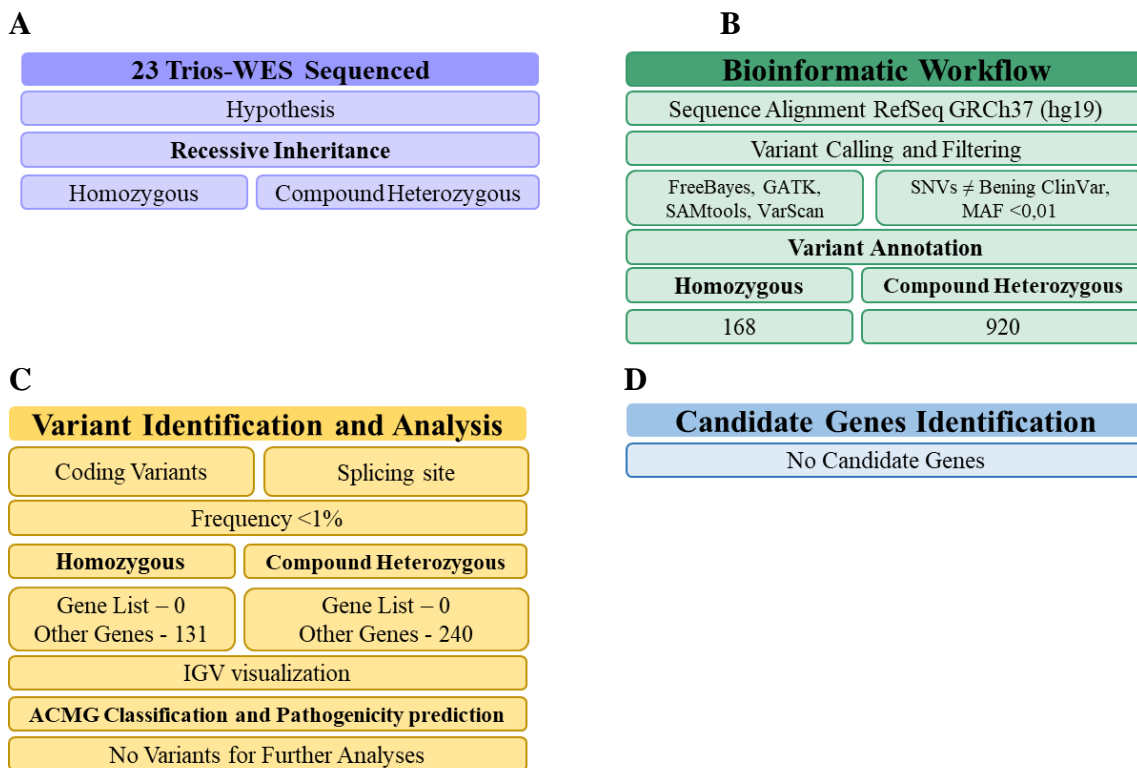 A
23 Trios-WES Sequenced
Hypothesis
Recessive Inheritance
Homozygous
Compound Heterozygous
B
Bioinformatic Workflow
Sequence Alignment RefSeq GRCh37 (hg19)
Variant Calling and Filtering
FreeBayes, GATK,
SAMtools, VarScan
SNVs ≠ Bening ClinVar,
MAF <0,01
Variant Annotation
Homozygous
Compound Heterozygous
168
920
C
Variant Identification and Analysis
Coding Variants
Splicing site
Frequency <1%
Homozygous
Compound Heterozygous
Gene List – 0
Other Genes - 131
Gene List – 0
Other Genes - 240
IGV visualization
ACMG Classification and Pathogenicity prediction
No Variants for Further Analyses
D
Candidate Genes Identification
No Candidate Genes